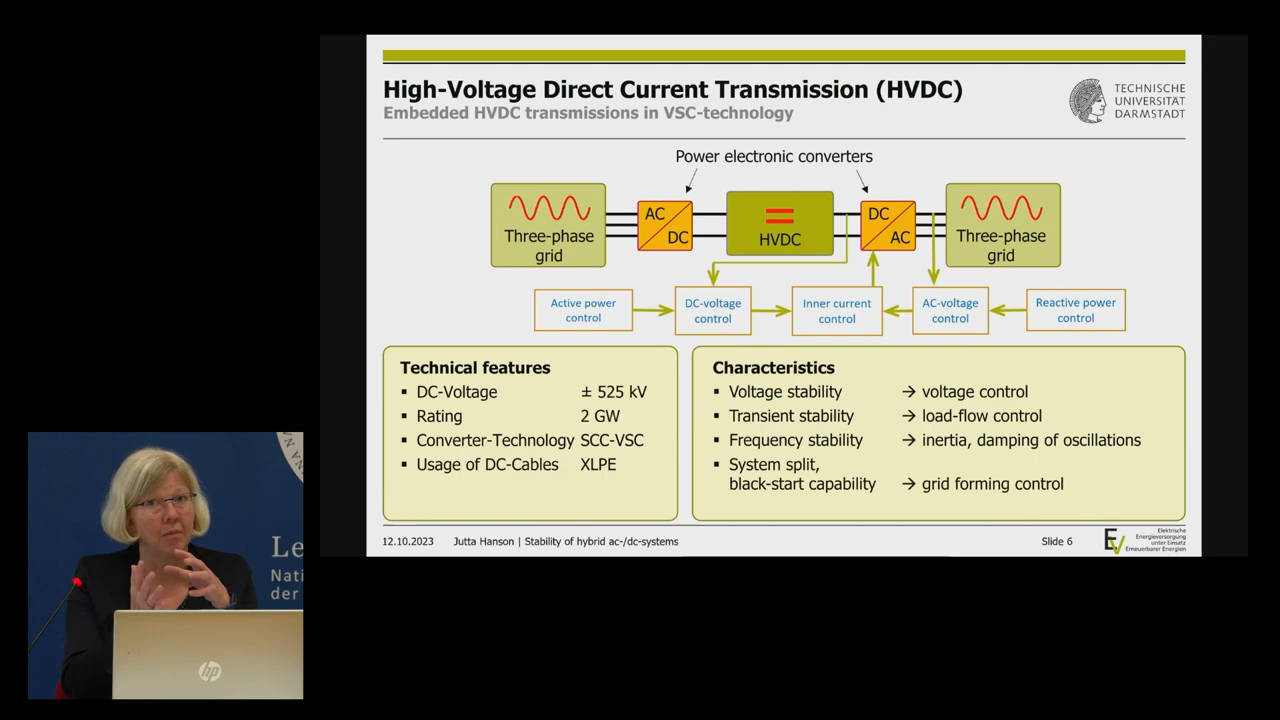 High-Voltage Direct Current Transmission (HVDC)
Embedded HVDC transmissions in VSC-technology
TECHNISCHE
UNIVERSITÄT
DARMSTADT
Power electronic converters
Three-phase
grid
AC
DC
HVDC
DC
AC
Three-phase
grid
Active power
control
DC-voltage
control
Inner current
control
AC-voltage
control
Reactive power
control
Technical features
▪ DC-Voltage ± 525 kV
▪ Rating 2 GW
▪ Converter-Technology SCC-VSC
▪ Usage of DC-Cables XLPE
Characteristics
▪ Voltage stability → voltage control
▪ Transient stability → load-flow control
▪ Frequency stability → inertia, damping of oscillations
▪ System split,
black-start capability → grid forming control
12.10.2023 Jutta Hanson | Stability of hybrid ac-/dc-systems Slide 6
Elektrische
Energieversorgung
unter Einsatz
Erneuerbarer Energien
Le
Nati
der
hp